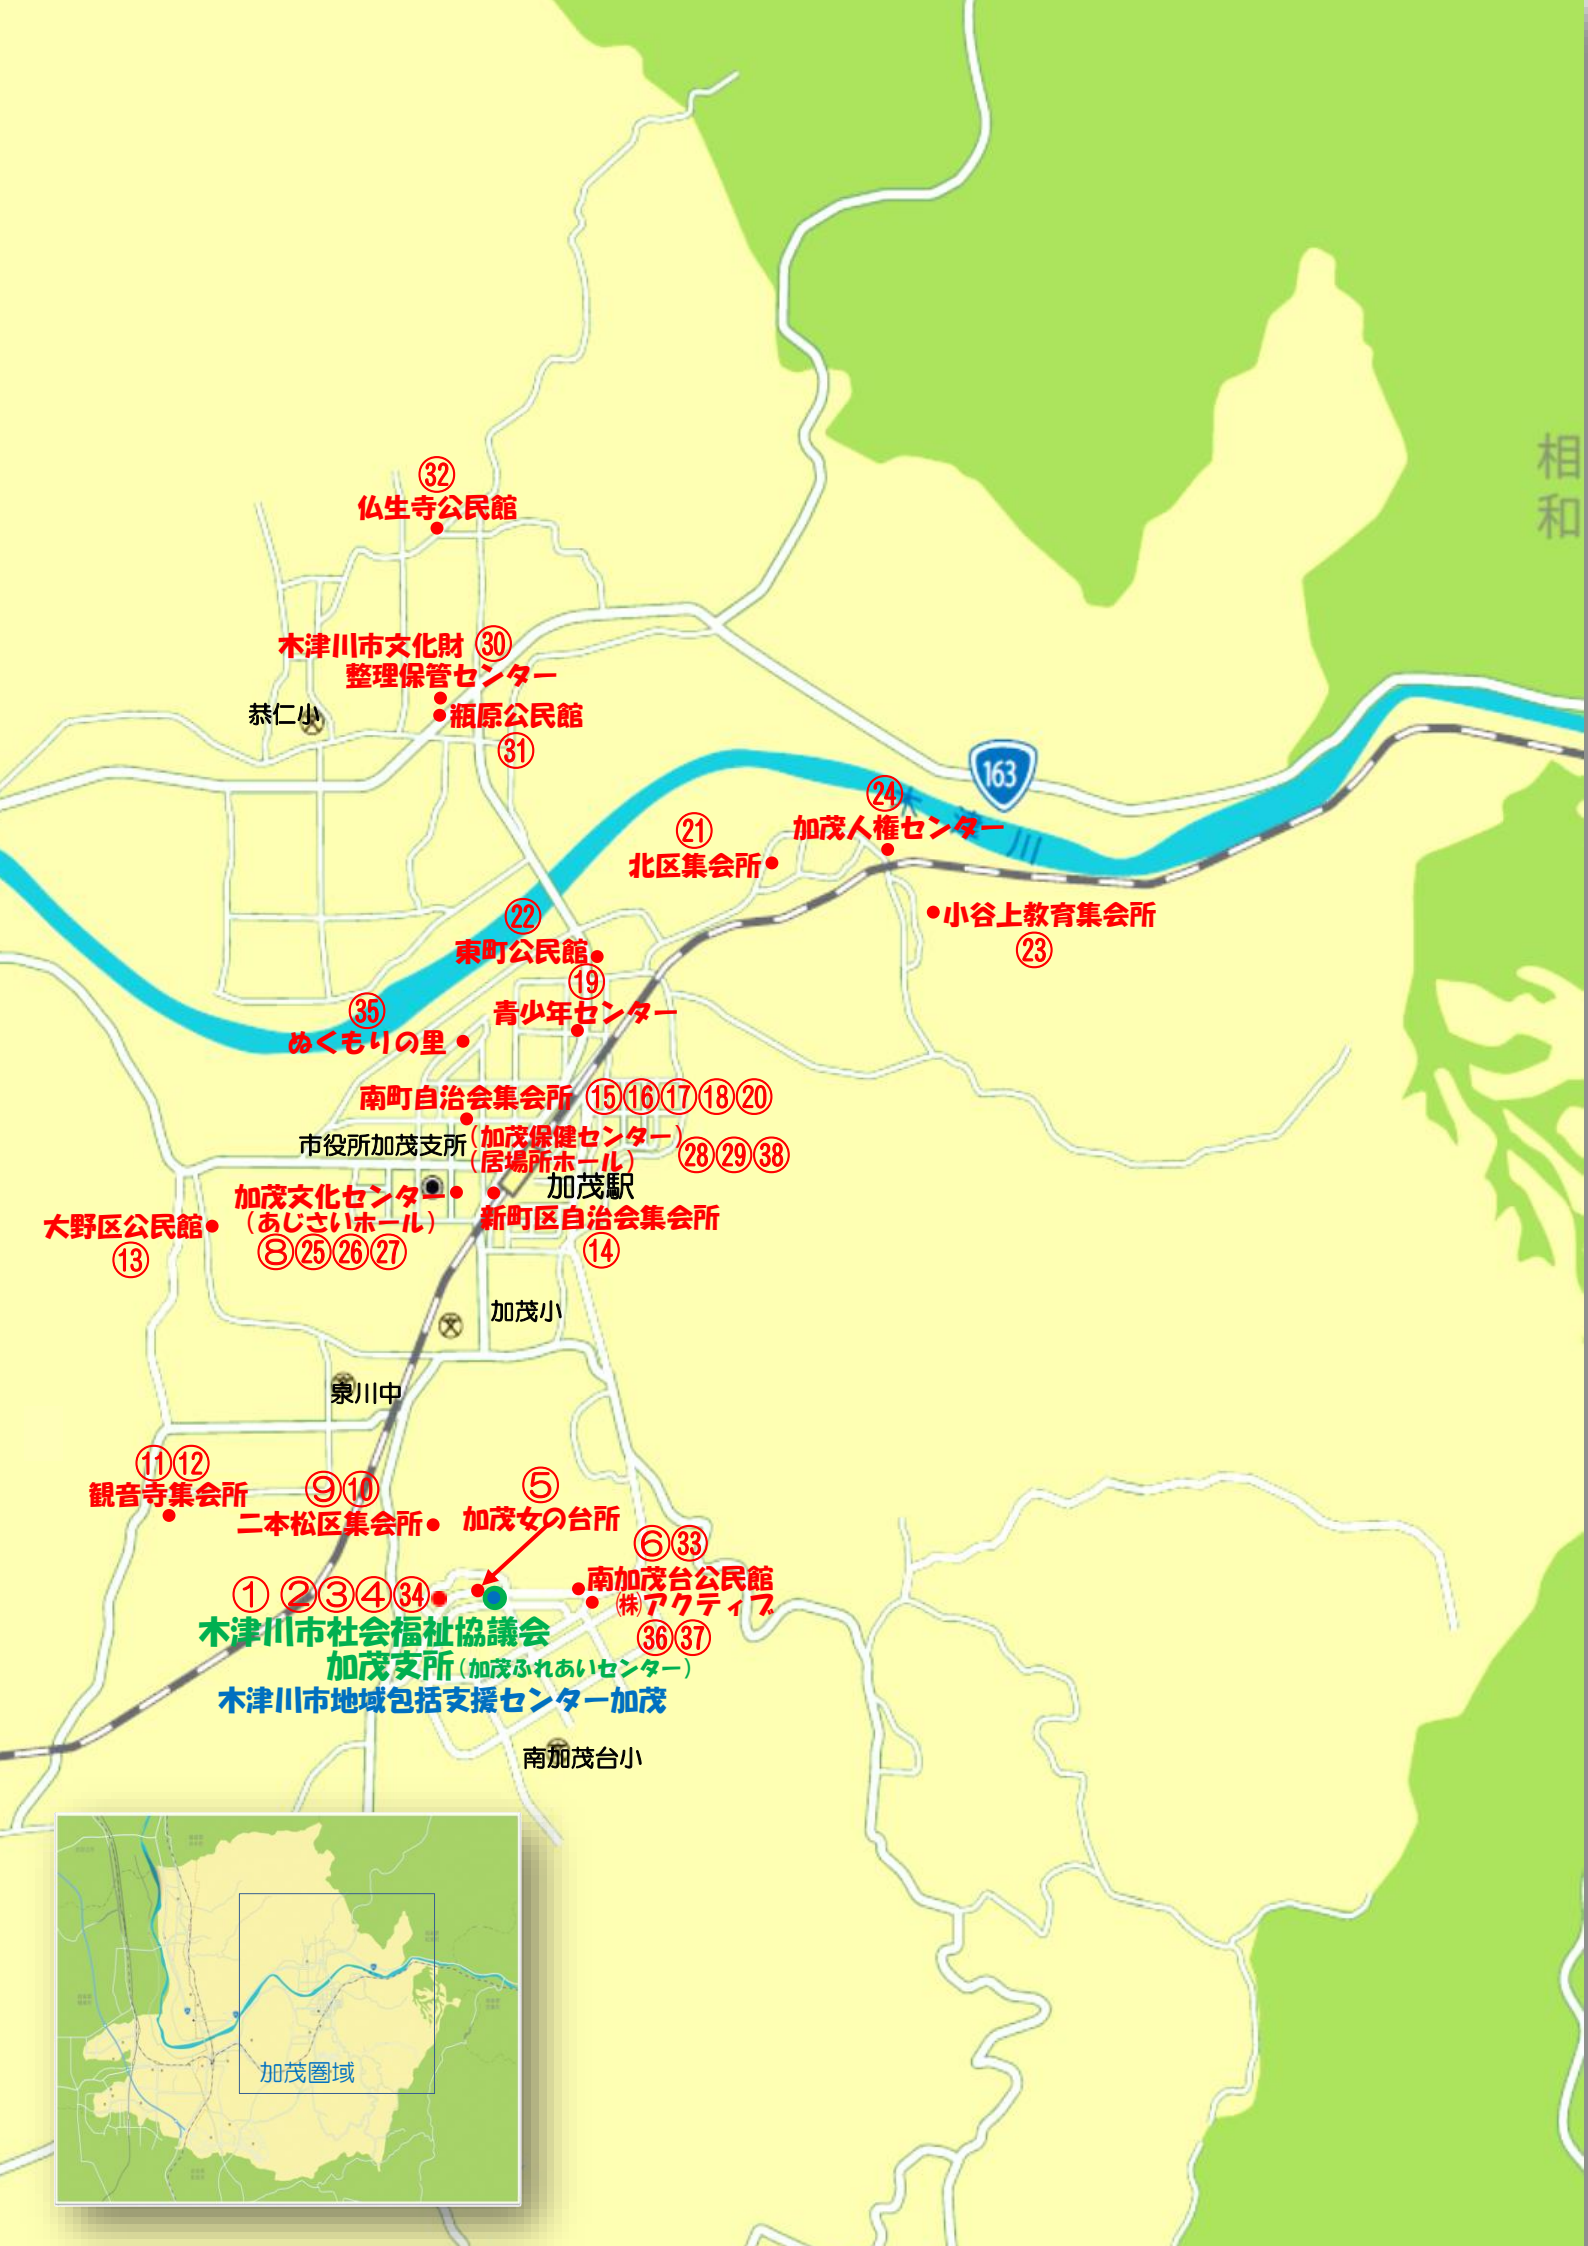 相
和
㉜
仏生寺公民館
木津川市文化財 ㉚
整理保管センター
恭仁小
瓶原公民館
㉛
163
木津川
㉔
加茂人権センター
㉑
北区集会所
小谷上教育集会所
㉓
㉒
東町公民館
⑲
青少年センター
㉟
ぬくもりの里
南町自治会集会所 ⑮⑯⑰⑱⑳
市役所加茂支所
(加茂保健センター)
(居場所ホール)
㉘㉙㊳
加茂駅
加茂文化センター
(あじさいホール)
⑧㉕㉖㉗
新町区自治会集会所
⑭
大野区公民館
⑬
加茂小
泉川中
⑪⑫
観音寺集会所
⑨⑩
二本松区集会所
⑤
加茂女の台所
⑥㉝
南加茂台公民館
㈱アクティブ
㊱㊲
① ②③④㉞
木津川市社会福祉協議会
加茂支所(加茂ふれあいセンター)
木津川市地域包括支援センター加茂
南加茂台小
加茂圏域